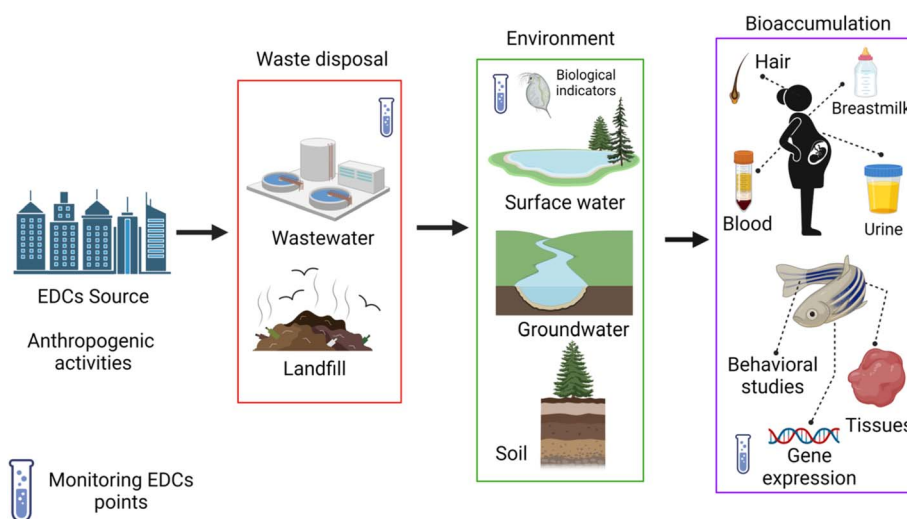 EDCs Source
Anthropogenic
activities
Monitoring EDCs
points
Waste disposal
Wastewater
Landfill
Environment
Biological
indicators
Surface water
Groundwater
Soil
Bioaccumulation
Hair
Breastmilk
Blood
Urine
Behavioral
studies
Tissues
Gene
expression